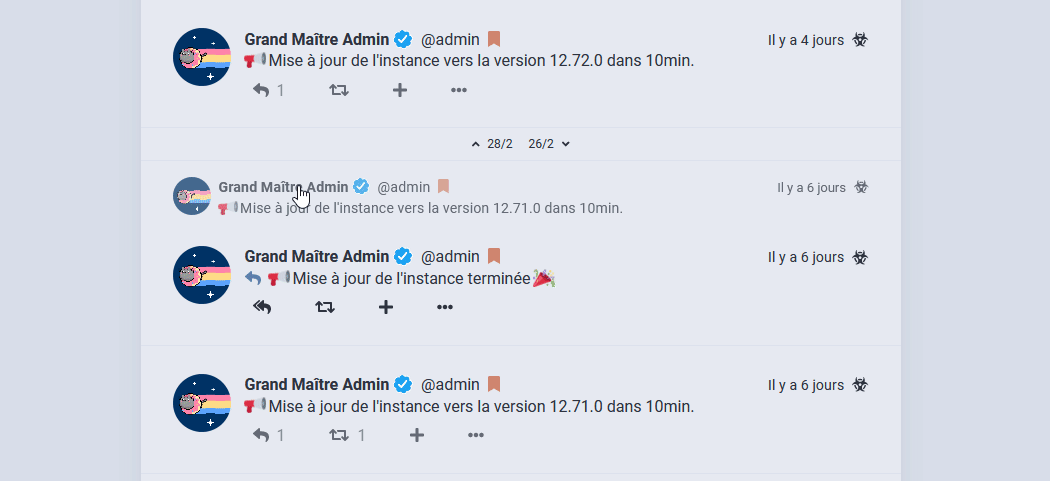 Grand Maître Admin @admin Il y a 4 jours
Mise à jour de l'instance vers la version 12.72.0 dans 10min.
1
28/2 26/2
Grand Maître Admin @admin Il y a 6 jours
Mise à jour de l'instance vers la version 12.71.0 dans 10min.
Grand Maître Admin @admin Il y a 6 jours
Mise à jour de l'instance terminée
Grand Maître Admin @admin Il y a 6 jours
Mise à jour de l'instance vers la version 12.71.0 dans 10min.
1 1